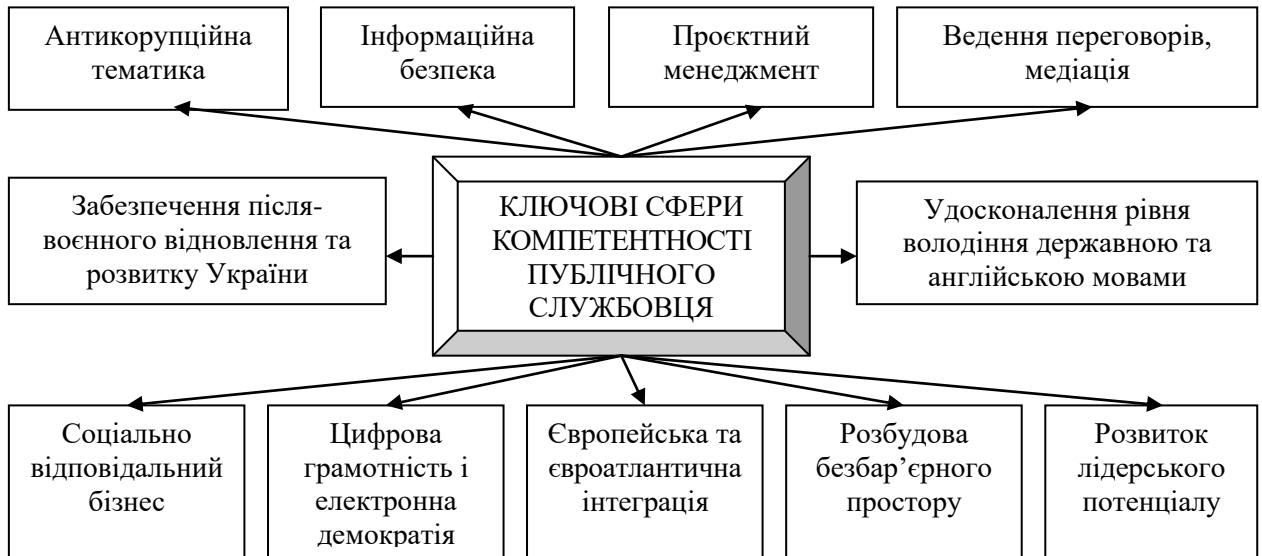 Антикорупційна
тематика
Інформаційна
безпека
Проєктний
менеджмент
Ведення переговорів,
медіація
Забезпечення після-
воєнного відновлення та
розвитку України
КЛЮЧОВІ СФЕРИ
КОМПЕТЕНТНОСТІ
ПУБЛІЧНОГО
СЛУЖБОВЦЯ
Удосконалення рівня
володіння державною та
англійською мовами
Соціально
відповідальний
бізнес
Цифрова
грамотність і
електронна
демократія
Європейська та
євроатлантична
інтеграція
Розбудова
безбар’єрного
простору
Розвиток
лідерського
потенціалу